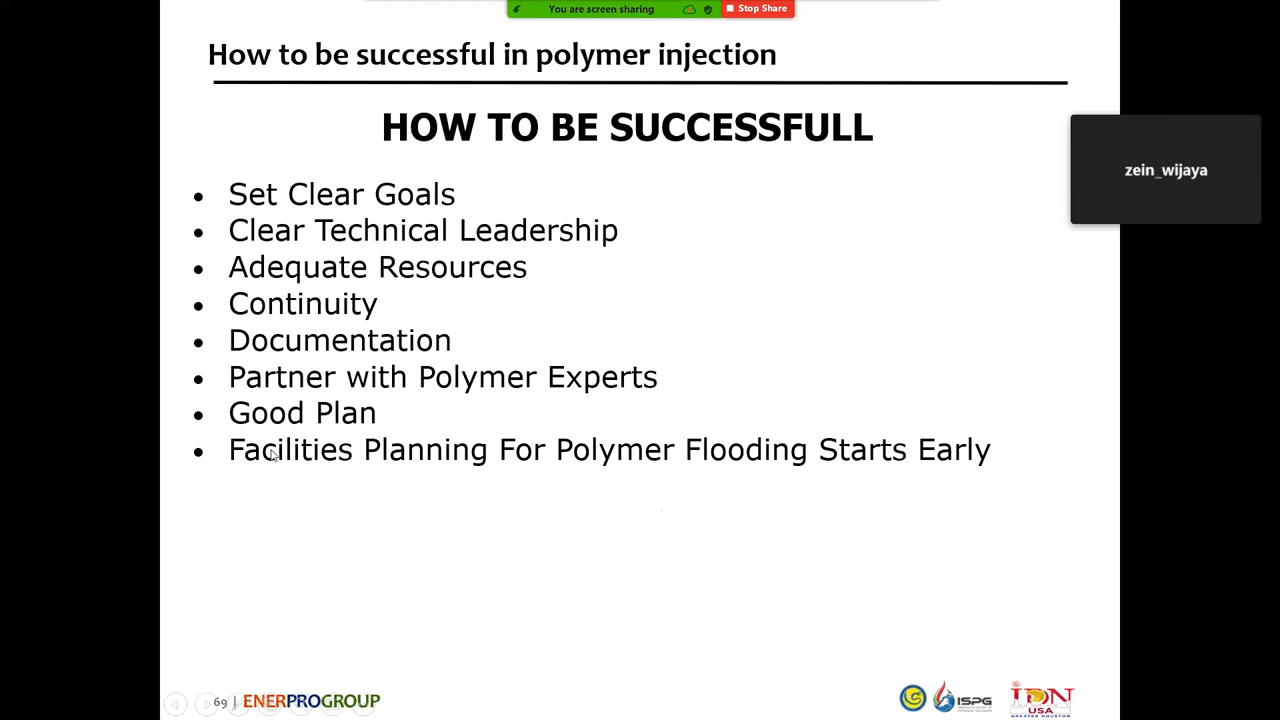 You are screen sharing
Stop Share
How to be successful in polymer injection
HOW TO BE SUCCESSFULL
zein_wijaya
• Set Clear Goals
• Clear Technical Leadership
• Adequate Resources
• Continuity
• Documentation
• Partner with Polymer Experts
• Good Plan
• Facilities Planning For Polymer Flooding Starts Early
69 | ENERPROGROUP
ISPG
IDN
USA
GREATER HOUSTON